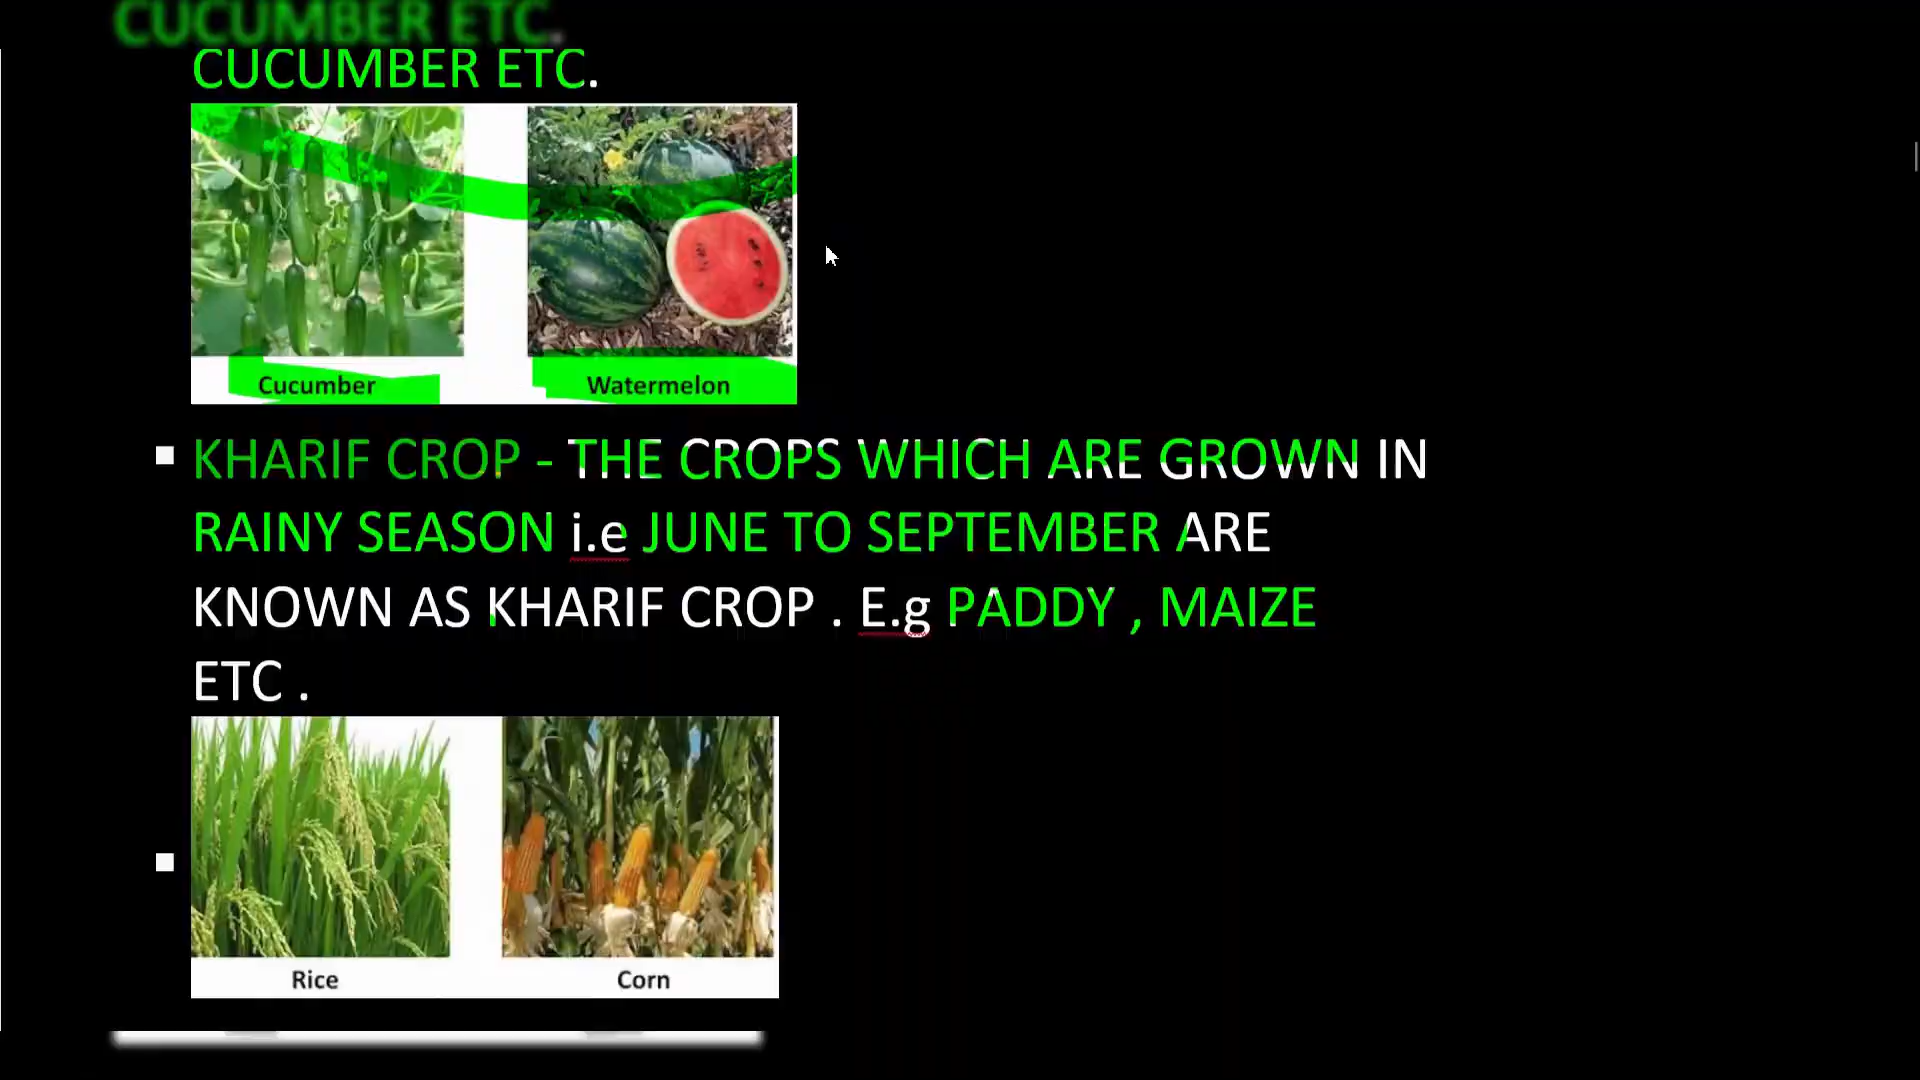 CUCUMBER ETC.
CUCUMBER ETC.
Cucumber Watermelon
KHARIF CROP - THE CROPS WHICH ARE GROWN IN
RAINY SEASON i.e JUNE TO SEPTEMBER ARE
KNOWN AS KHARIF CROP . E.g PADDY , MAIZE
ETC .
Rice Corn